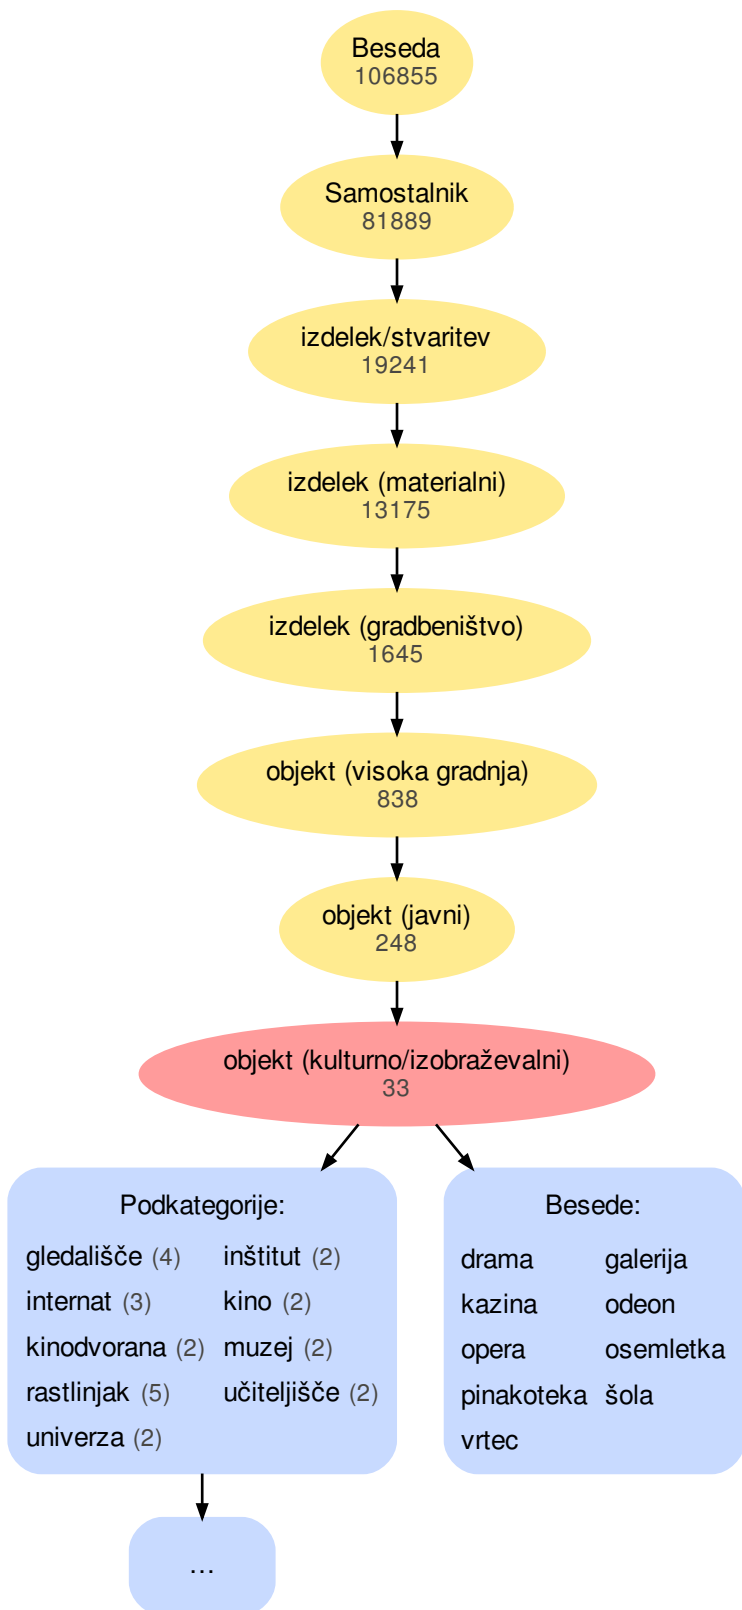 Beseda
106855
Samostalnik
81889
izdelek/stvaritev
19241
izdelek (materialni)
13175
izdelek (gradbeništvo)
1645
objekt (visoka gradnja)
838
objekt (javni)
248
objekt (kulturno/izobraževalni)
33
Podkategorije:
gledališče (4) inštitut (2)
internat (3) kino (2)
kinodvorana (2) muzej (2)
rastlinjak (5) učiteljišče (2)
univerza (2)
...
Besede:
drama galerija
kazina odeon
opera osemletka
pinakoteka šola
vrtec